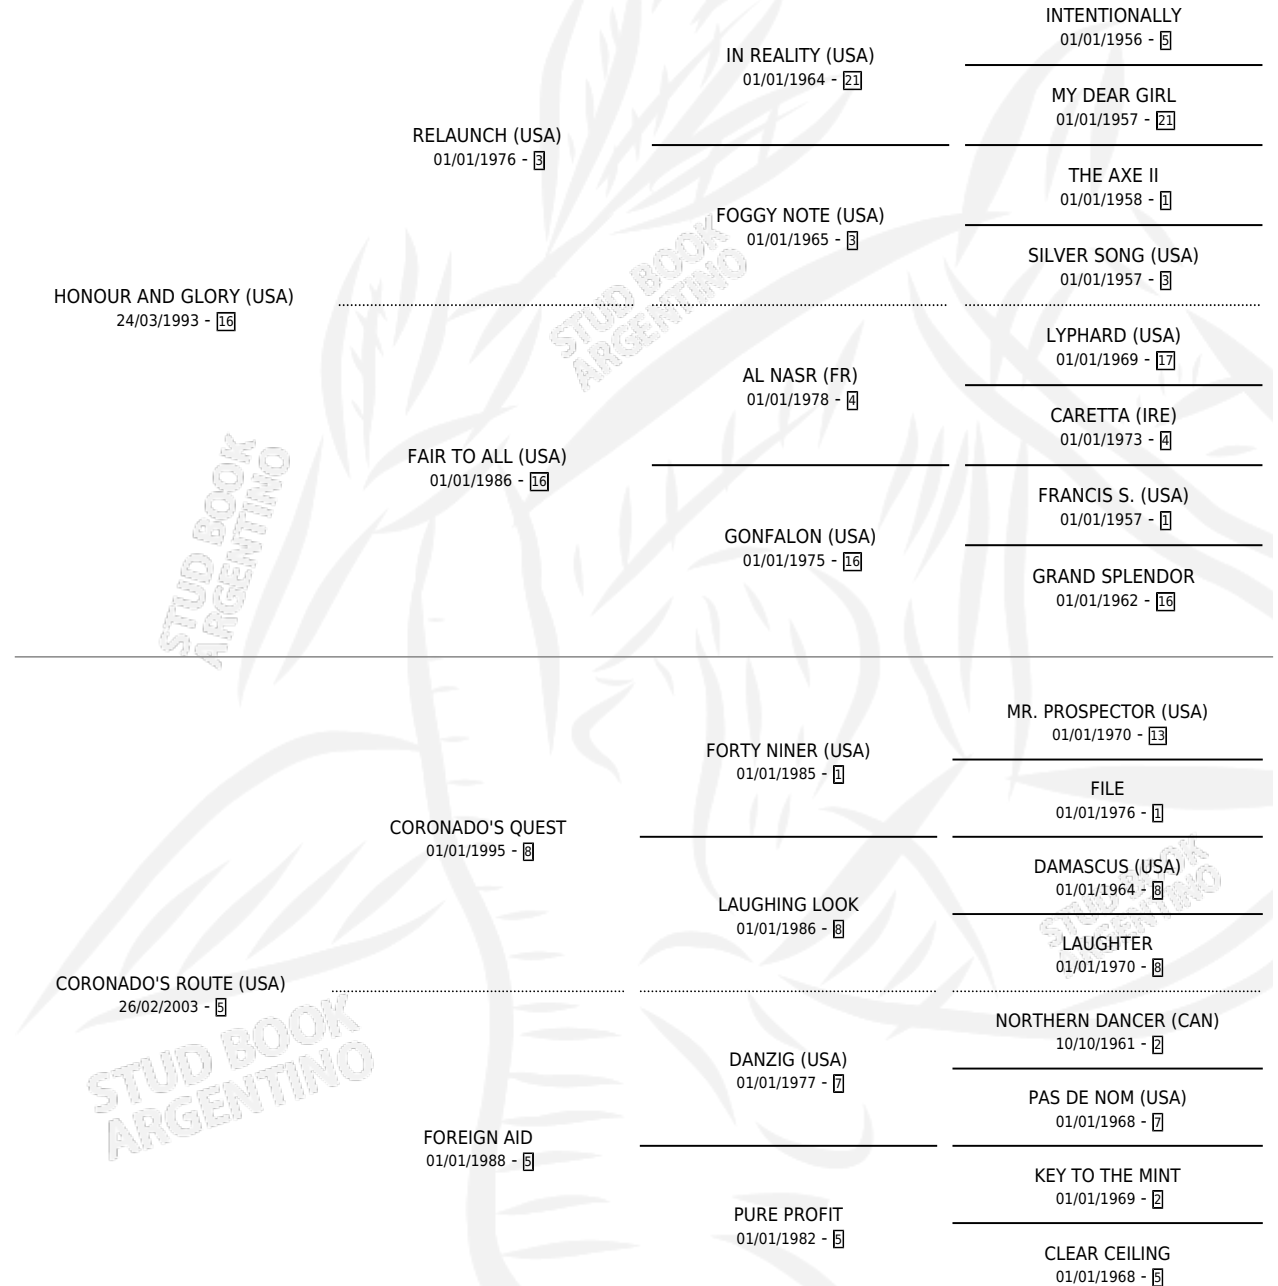 INTENTIONALLY
01/01/1956 - 5
IN REALITY (USA)
01/01/1964 - 21
MY DEAR GIRL
01/01/1957 - 21
RELAUNCH (USA)
01/01/1976 - 3
THE AXE II
01/01/1958 - 1
FOGGY NOTE (USA)
01/01/1965 - 3
SILVER SONG (USA)
01/01/1957 - 3
HONOUR AND GLORY (USA)
24/03/1993 - 16
LYPHARD (USA)
01/01/1969 - 17
AL NASR (FR)
01/01/1978 - 4
CARETTA (IRE)
01/01/1973 - 4
FAIR TO ALL (USA)
01/01/1986 - 16
FRANCIS S. (USA)
01/01/1957 - 1
GONFALON (USA)
01/01/1975 - 16
GRAND SPLENDOR
01/01/1962 - 16
STUD BOOK
ARGENTINO
STUD BOOK
ARGENTINO
MR. PROSPECTOR (USA)
01/01/1970 - 13
FORTY NINER (USA)
01/01/1985 - 1
FILE
01/01/1976 - 1
CORONADO'S QUEST
01/01/1995 - 8
DAMASCUS (USA)
01/01/1964 - 8
LAUGHING LOOK
01/01/1986 - 8
LAUGHTER
01/01/1970 - 8
STUD BOOK
ARGENTINO
CORONADO'S ROUTE (USA)
26/02/2003 - 5
NORTHERN DANCER (CAN)
10/10/1961 - 2
DANZIG (USA)
01/01/1977 - 7
PAS DE NOM (USA)
01/01/1968 - 7
FOREIGN AID
01/01/1988 - 5
KEY TO THE MINT
01/01/1969 - 2
PURE PROFIT
01/01/1982 - 5
CLEAR CEILING
01/01/1968 - 5
STUD BOOK
ARGENTINO